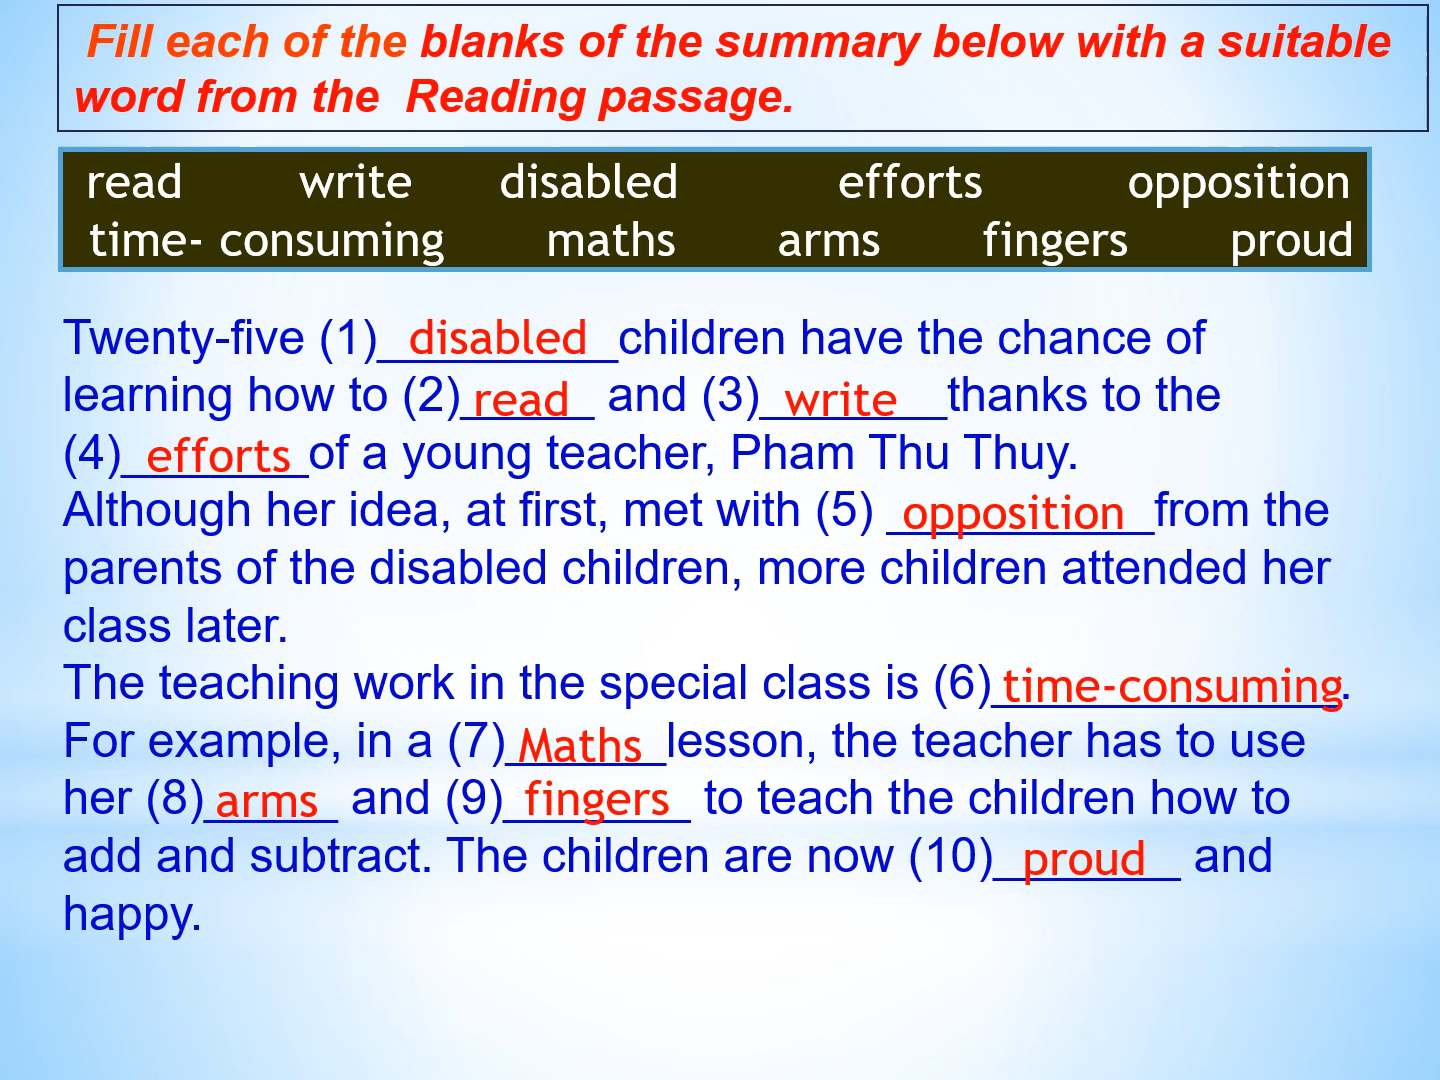 Fill each of the blanks of the summary below with a suitable
word from the Reading passage.
read write disabled efforts opposition
time- consuming maths arms fingers proud
Twenty-five (1)_disabled_children have the chance of
learning how to (2)_read_ and (3)_write_thanks to the
(4)_efforts_of a young teacher, Pham Thu Thuy.
Although her idea, at first, met with (5) _opposition_from the
parents of the disabled children, more children attended her
class later.
The teaching work in the special class is (6)_time-consuming_.
For example, in a (7)_Maths_lesson, the teacher has to use
her (8)_arms_ and (9)_fingers_ to teach the children how to
add and subtract. The children are now (10)_proud_ and
happy.